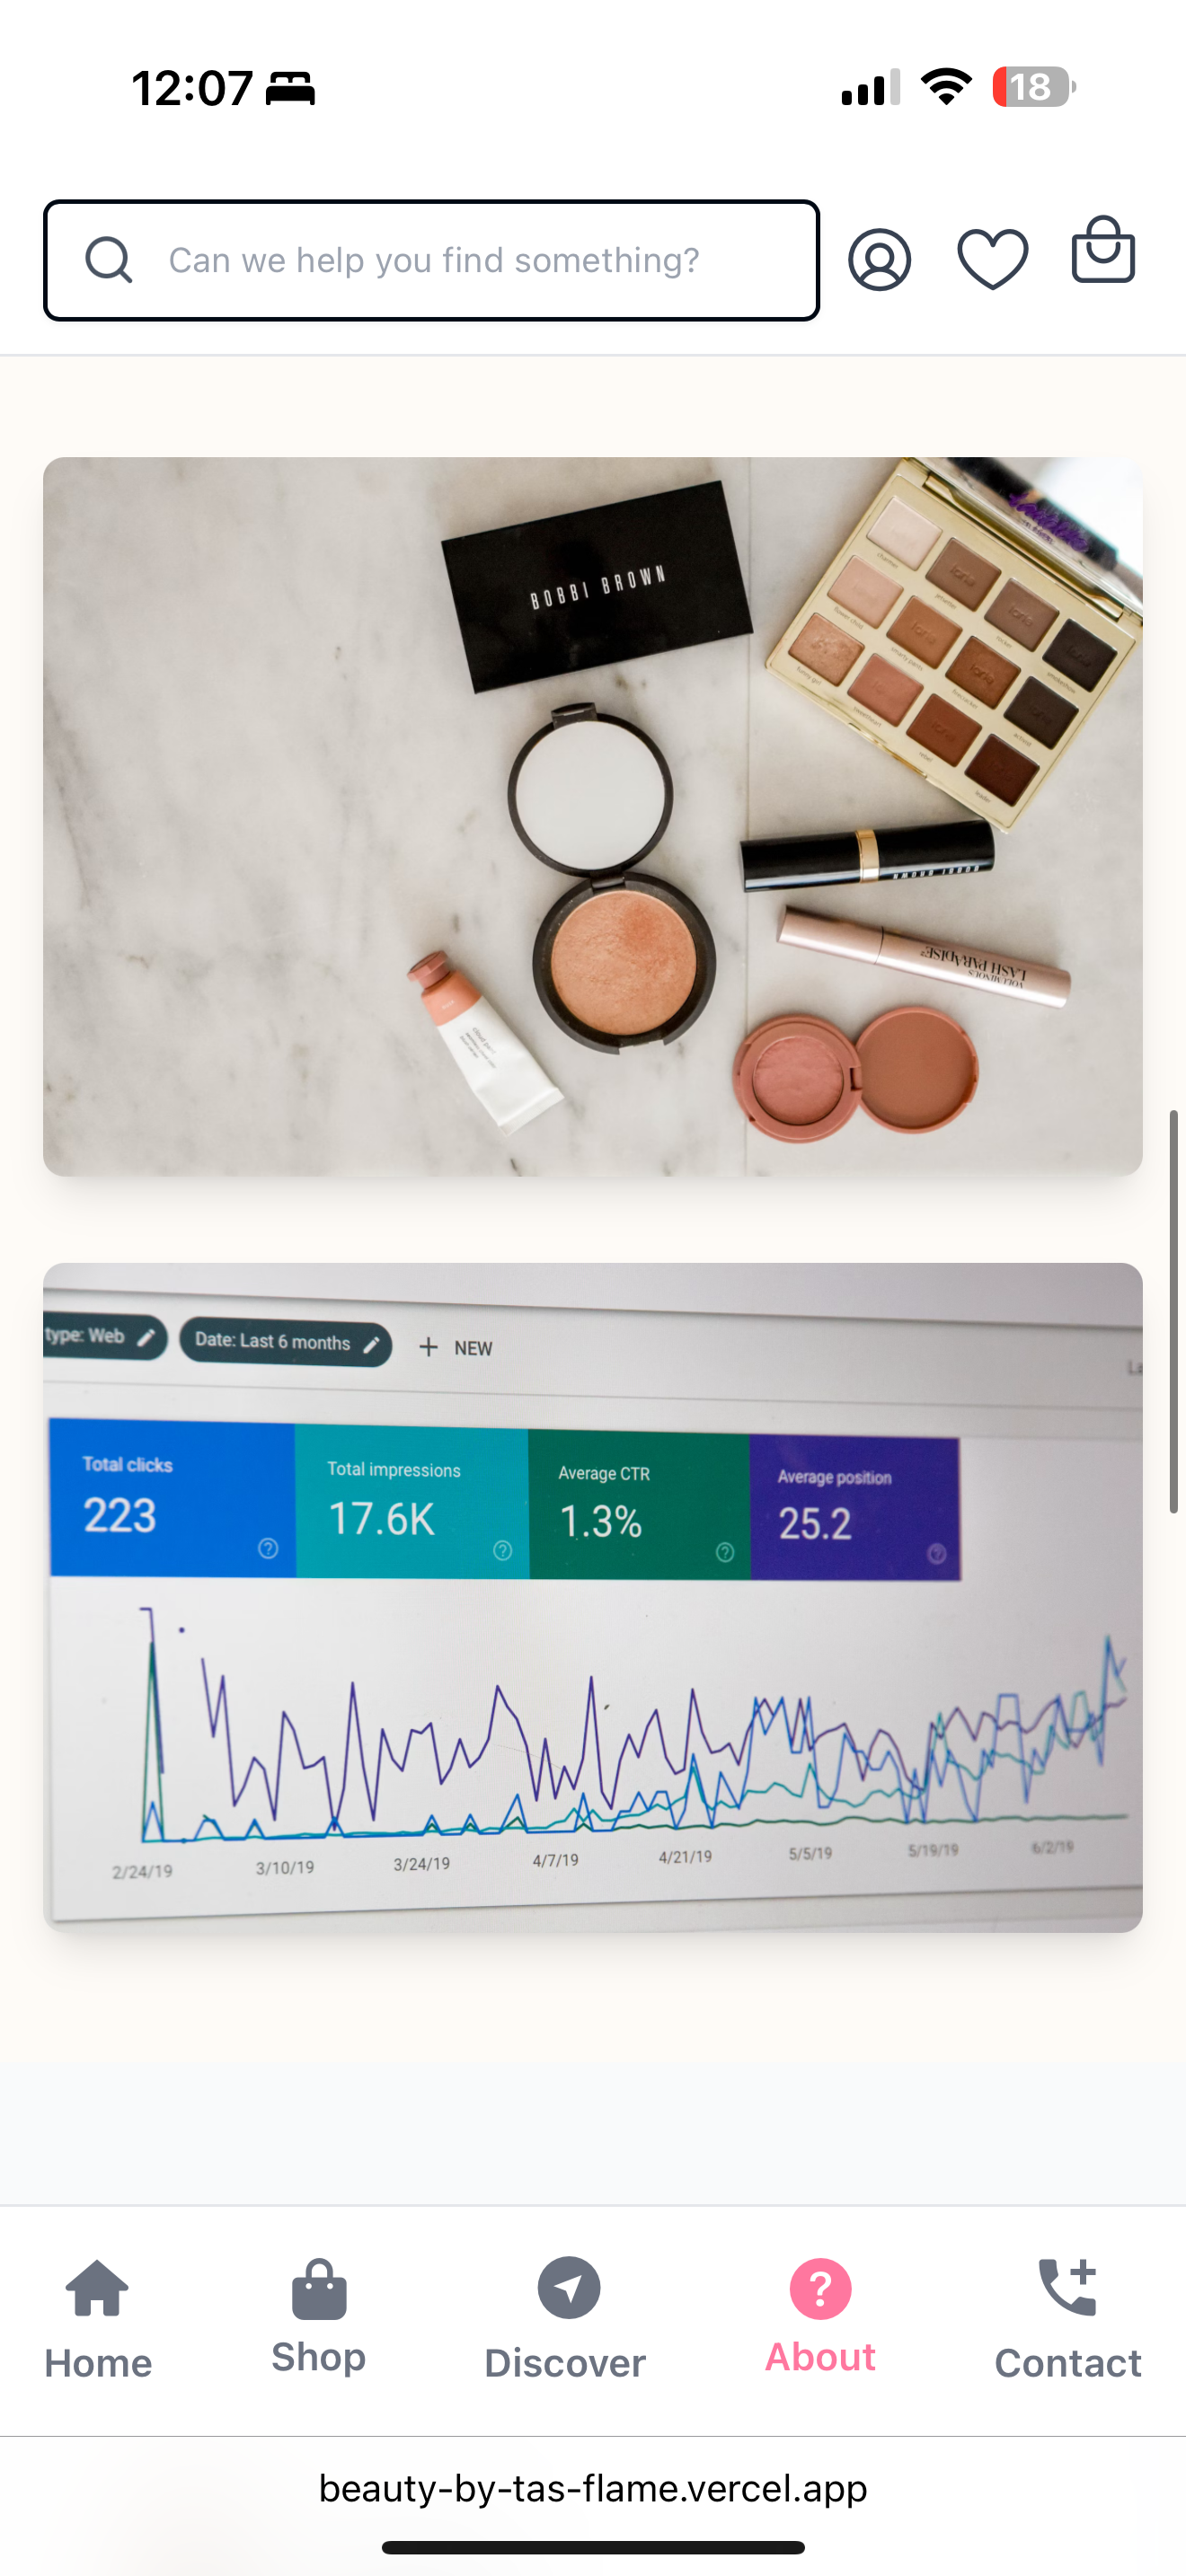 12:07
18
Can we help you find something?
BOBBI BROWN
VOLUMINOUS
LASH PARADISE
type: Web
Date: Last 6 months
+ NEW
Total clicks
Total impressions
Average CTR
Average position
223
17.6K
1.3%
25.2
2/24/19
3/10/19
3/24/19
4/7/19
4/21/19
5/5/19
5/19/19
6/2/19
Home
Shop
Discover
About
Contact
beauty-by-tas-flame.vercel.app